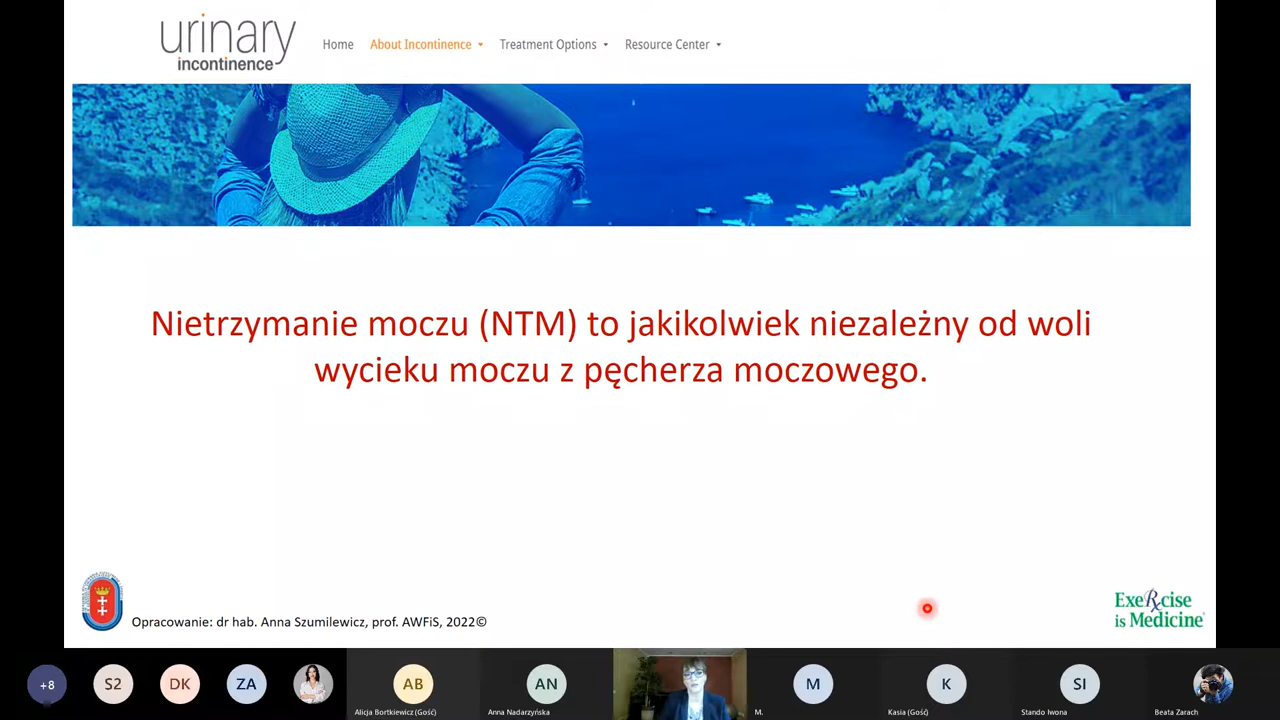 urinary
incontinence
Home About Incontinence Treatment Options Resource Center
Nietrzymanie moczu (NTM) to jakikolwiek niezależny od woli
wycieku moczu z pęcherza moczowego.
Opracowanie: dr hab. Anna Szumilewicz, prof. AWFiS, 2022©
ExeRcise
is Medicine®
+8 S2 DK ZA AB AN M K SI
Alicja Bortkiewicz (Gość) Anna Nadarzyńska M. Kasia (Gość) Stando Iwona Beata Zarach